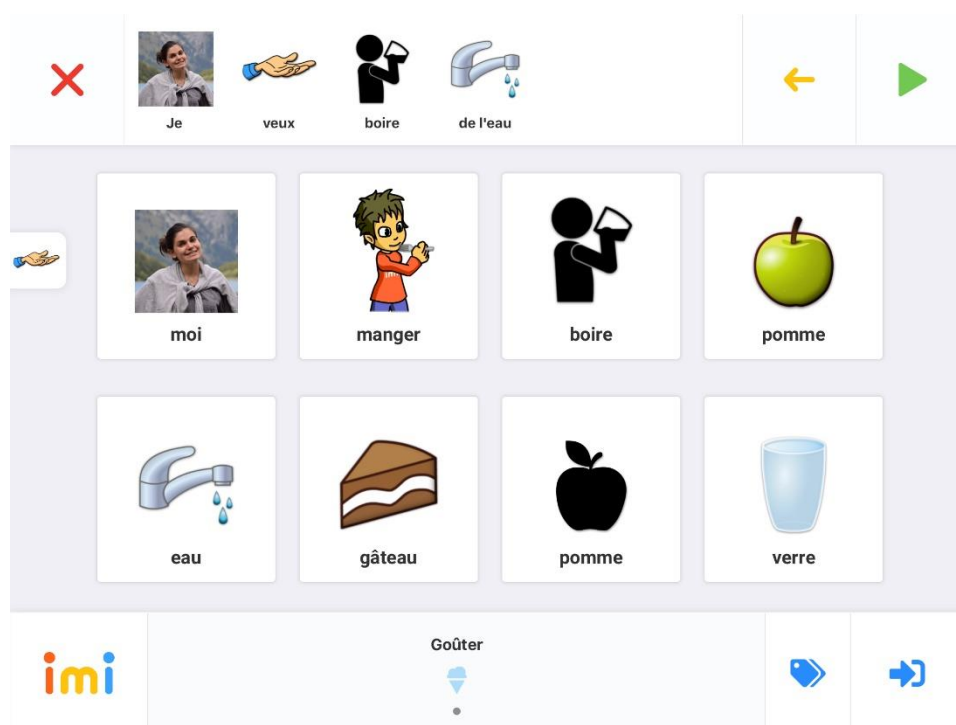 Je veux boire de l'eau
moi manger boire pomme
eau gâteau pomme verre
Goûter
imi